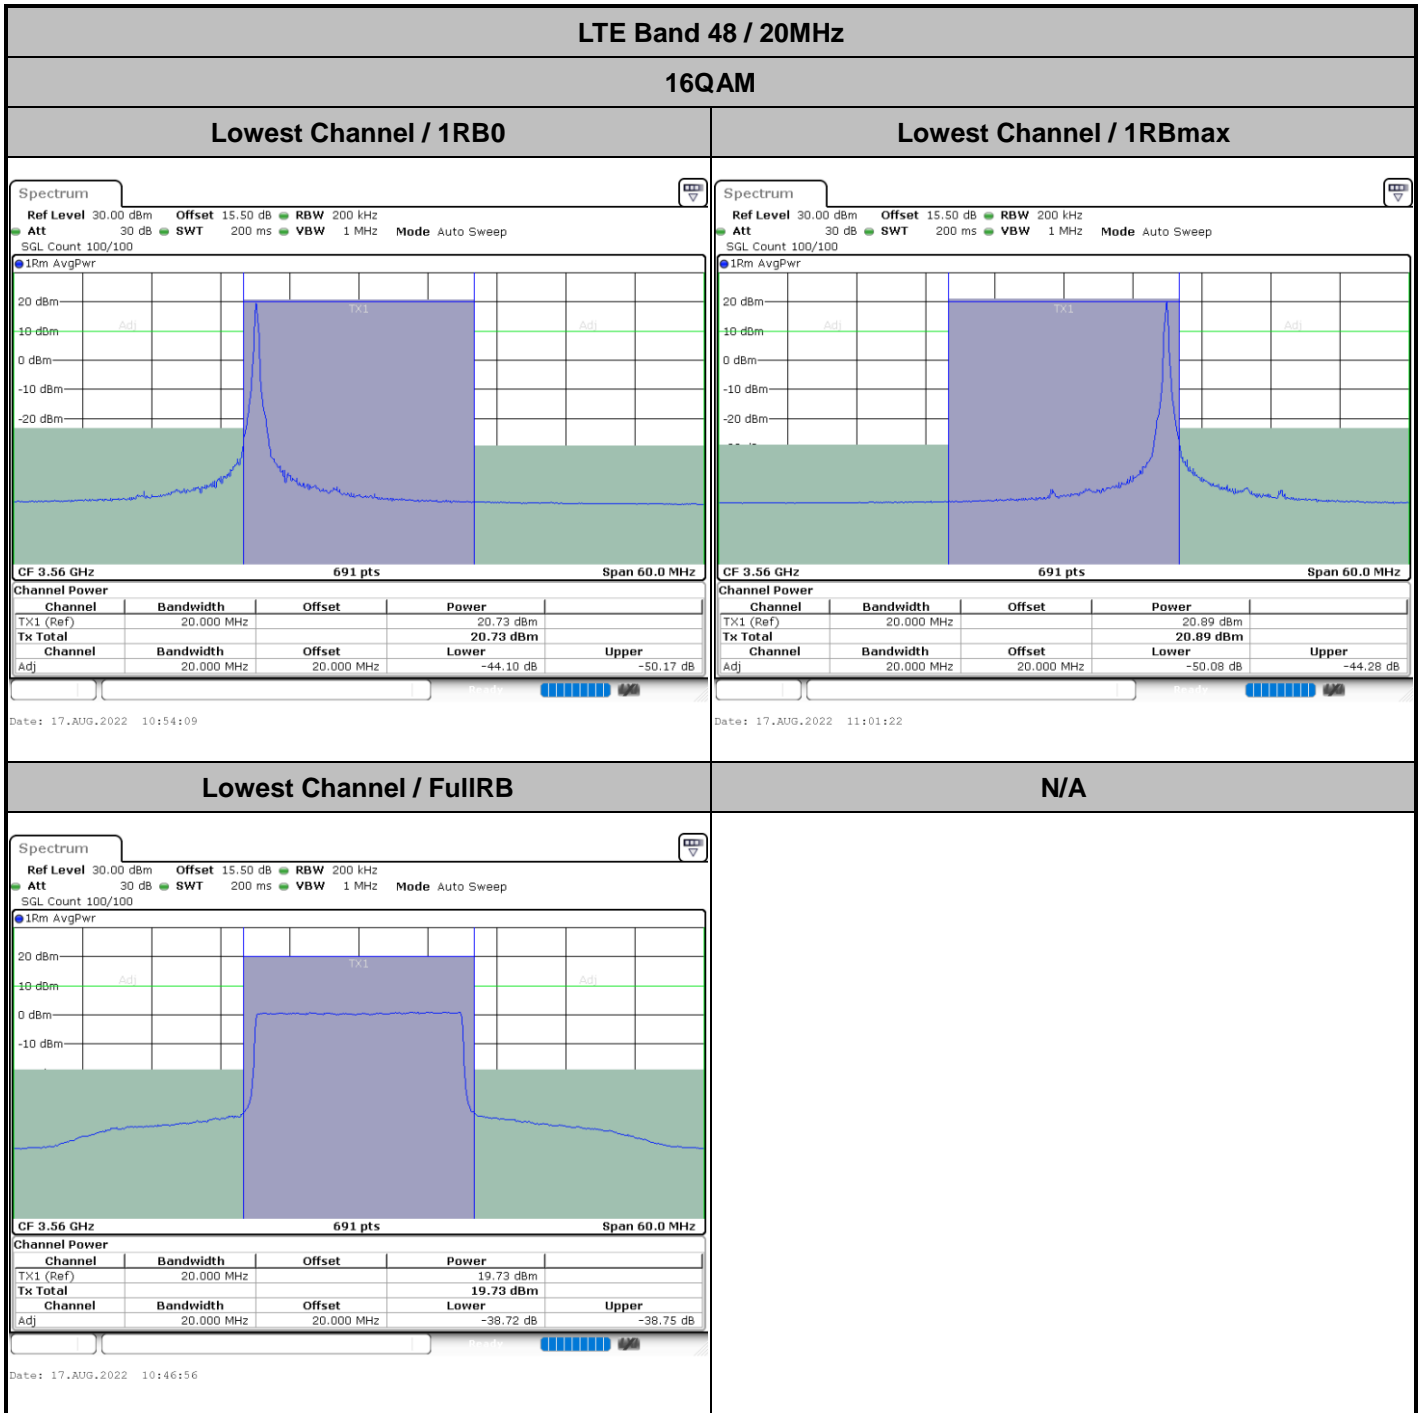 LTE Band 48 / 20MHz
16QAM
Lowest Channel / 1RB0
Lowest Channel / 1RBmax
Spectrum
Ref Level 30.00 dBm Offset 15.50 dB RBW 200 kHz
Att 30 dB SWT 200 ms VBW 1 MHz Mode Auto Sweep
SGL Count 100/100
1Rm AvgPwr
20 dBm
10 dBm
0 dBm
-10 dBm
-20 dBm
Adj
TX1
Adj
CF 3.56 GHz 691 pts Span 60.0 MHz
Channel Power
Channel Bandwidth Offset Power
TX1 (Ref) 20.000 MHz 20.73 dBm
Tx Total 20.73 dBm
Channel Bandwidth Offset Lower Upper
Adj 20.000 MHz 20.000 MHz -44.10 dB -50.17 dB
Ready
Date: 17.AUG.2022 10:54:09
Spectrum
Ref Level 30.00 dBm Offset 15.50 dB RBW 200 kHz
Att 30 dB SWT 200 ms VBW 1 MHz Mode Auto Sweep
SGL Count 100/100
1Rm AvgPwr
20 dBm
10 dBm
0 dBm
-10 dBm
-20 dBm
Adj
TX1
Adj
CF 3.56 GHz 691 pts Span 60.0 MHz
Channel Power
Channel Bandwidth Offset Power
TX1 (Ref) 20.000 MHz 20.89 dBm
Tx Total 20.89 dBm
Channel Bandwidth Offset Lower Upper
Adj 20.000 MHz 20.000 MHz -50.08 dB -44.28 dB
Ready
Date: 17.AUG.2022 11:01:22
Lowest Channel / FullRB
N/A
Spectrum
Ref Level 30.00 dBm Offset 15.50 dB RBW 200 kHz
Att 30 dB SWT 200 ms VBW 1 MHz Mode Auto Sweep
SGL Count 100/100
1Rm AvgPwr
20 dBm
10 dBm
0 dBm
-10 dBm
Adj
TX1
Adj
CF 3.56 GHz 691 pts Span 60.0 MHz
Channel Power
Channel Bandwidth Offset Power
TX1 (Ref) 20.000 MHz 19.73 dBm
Tx Total 19.73 dBm
Channel Bandwidth Offset Lower Upper
Adj 20.000 MHz 20.000 MHz -38.72 dB -38.75 dB
Ready
Date: 17.AUG.2022 10:46:56